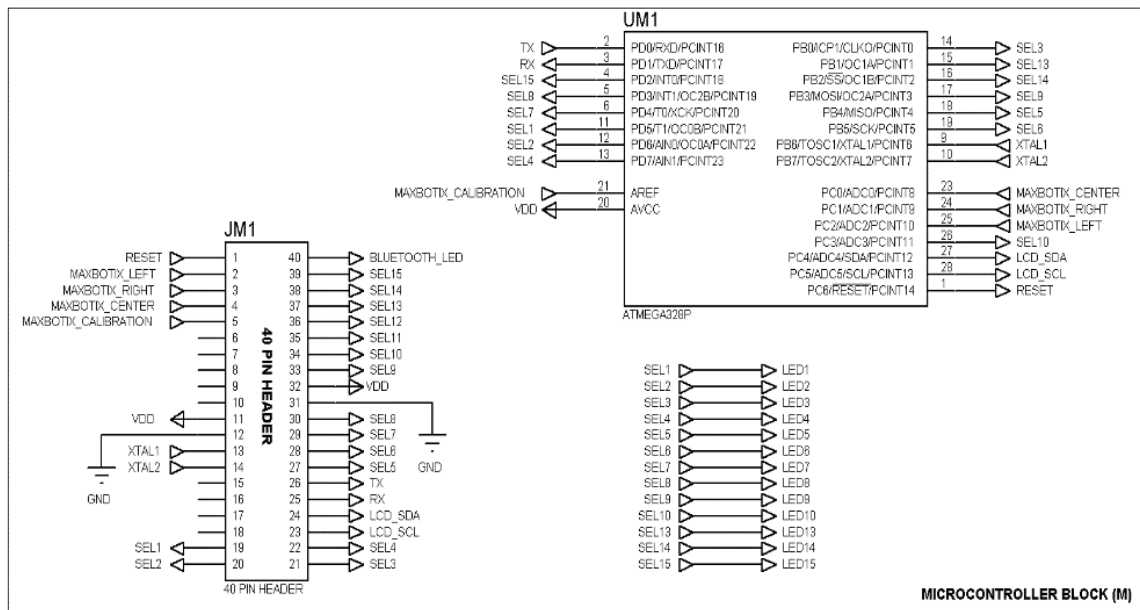 UM1
TX 2 PD0/RXD/PCINT16 PB0/ICP1/CLKO/PCINT0 14 SEL3
RX 3 PD1/TXD/PCINT17 PB1/OC1A/PCINT1 15 SEL13
SEL15 4 PD2/INT0/PCINT18 PB2/SS/OC1B/PCINT2 16 SEL14
SEL8 5 PD3/INT1/OC2B/PCINT19 PB3/MOSI/OC2A/PCINT3 17 SEL9
SEL7 6 PD4/T0/XCK/PCINT20 PB4/MISO/PCINT4 18 SEL5
SEL1 11 PD5/T1/OC0B/PCINT21 PB5/SCK/PCINT5 19 SEL6
SEL2 12 PD6/AIN0/OC0A/PCINT22 PB6/TOSC1/XTAL1/PCINT6 9 XTAL1
SEL4 13 PD7/AIN1/PCINT23 PB7/TOSC2/XTAL2/PCINT7 10 XTAL2
MAXBOTIX_CALIBRATION 21 AREF PC0/ADC0/PCINT8 23 MAXBOTIX_CENTER
VDD 20 AVCC PC1/ADC1/PCINT9 24 MAXBOTIX_RIGHT
PC2/ADC2/PCINT10 25 MAXBOTIX_LEFT
PC3/ADC3/PCINT11 26 SEL10
PC4/ADC4/SDA/PCINT12 27 LCD_SDA
PC5/ADC5/SCL/PCINT13 28 LCD_SCL
PC6/RESET/PCINT14 1 RESET
ATMEGA328P
JM1
RESET 1 40 BLUETOOTH_LED
MAXBOTIX_LEFT 2 39 SEL15
MAXBOTIX_RIGHT 3 38 SEL14
MAXBOTIX_CENTER 4 37 SEL13
MAXBOTIX_CALIBRATION 5 36 SEL12
6 35 SEL11
7 34 SEL10
8 33 SEL9
9 32 VDD
10 31
VDD 11 30 SEL8
12 29 SEL7
XTAL1 13 28 SEL6
XTAL2 14 27 SEL5
15 26 TX
16 25 RX
17 24 LCD_SDA
18 23 LCD_SCL
SEL1 19 22 SEL4
SEL2 20 21 SEL3
40 PIN HEADER
GND
GND
40 PIN HEADER
SEL1 LED1
SEL2 LED2
SEL3 LED3
SEL4 LED4
SEL5 LED5
SEL6 LED6
SEL7 LED7
SEL8 LED8
SEL9 LED9
SEL10 LED10
SEL13 LED13
SEL14 LED14
SEL15 LED15
MICROCONTROLLER BLOCK (M)